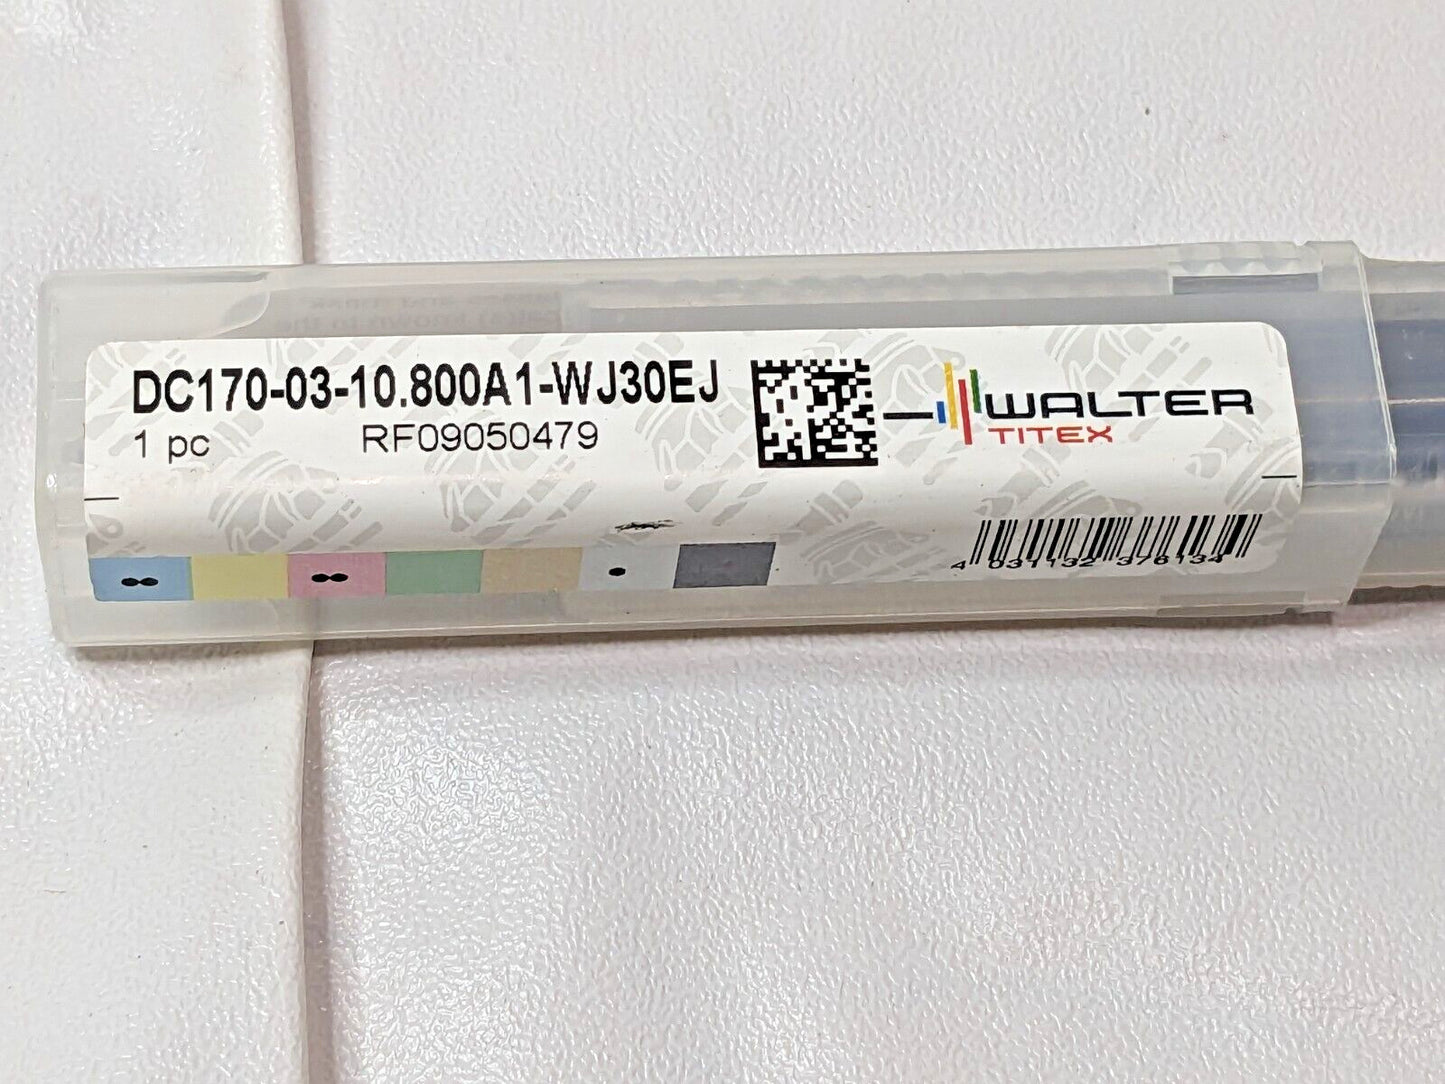 DC170-03-10.800A1-WJ30EJ
1 pc RF09050479
WALTER
TITEX
4 031132 376134